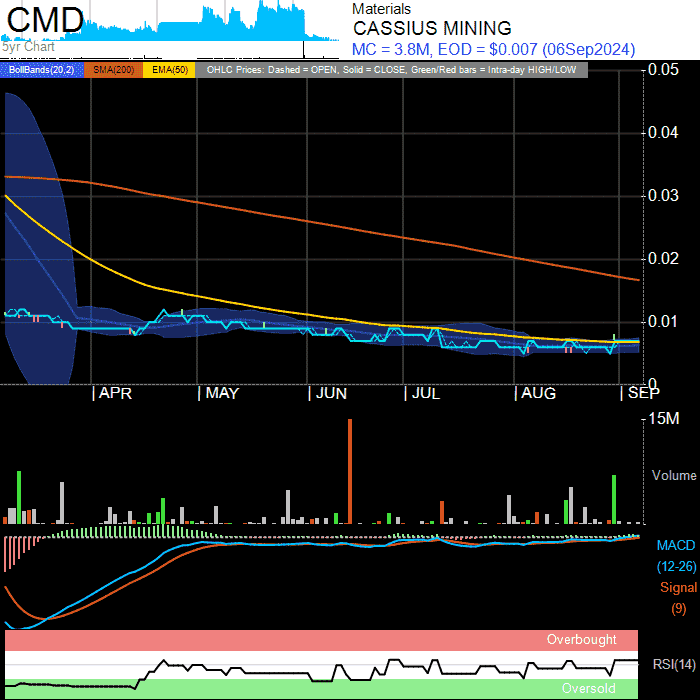 CMD
5yr Chart
Materials
CASSIUS MINING
MC = 3.8M, EOD = $0.007 (06Sep2024)
BollBands(20,2) SMA(200) EMA(50) OHLC Prices: Dashed = OPEN, Solid = CLOSE, Green/Red bars = Intra-day HIGH/LOW
0.05
0.04
0.03
0.02
0.01
0
APR MAY JUN JUL AUG SEP
15M
Volume
MACD
(12-26)
Signal
(9)
Overbought
RSI(14)
Oversold